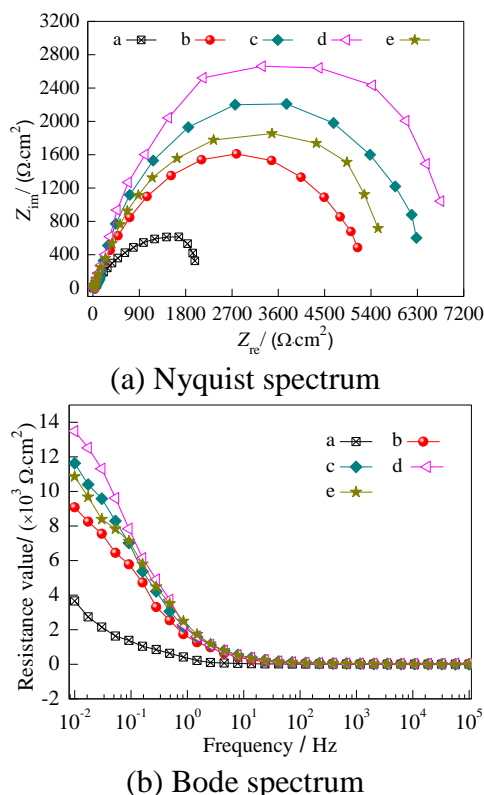 a b c d e
3200
2800
2400
2000
1600
1200
800
400
0
Z_im/ (Ω·cm²)
0 900 1800 2700 3600 4500 5400 6300 7200
Z_re/ (Ω·cm²)
(a) Nyquist spectrum
14
12
10
8
6
4
2
0
-2
Resistance value/ (×10³ Ω·cm²)
a b
c d
e
10⁻² 10⁻¹ 10⁰ 10¹ 10² 10³ 10⁴ 10⁵
Frequency / Hz
(b) Bode spectrum